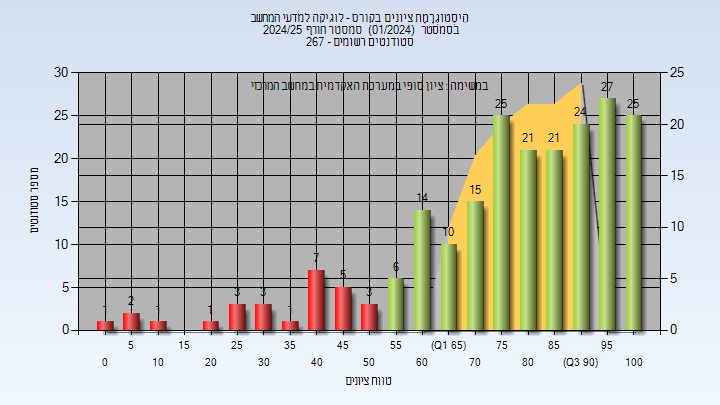 היסטוגרמת ציונים בקורס - לוגיקה למדעי המחשב
בסמסטר (01/2024) סמסטר חורף 2024/25
סטודנטים רשומים - 267
במשימה : ציון סופי במערכת האקדמית במחשב המרכזי
מספר סטודנטים
30 25 20 15 10 5 0
25 20 15 10 5 0
1 2 1 1 3 3 1 7 5 3 6 14 10 15 25 21 21 24 27 25
5 15 25 35 45 55 (Q1 65) 75 85 95
0 10 20 30 40 50 60 70 80 (Q3 90) 100
טווח ציונים